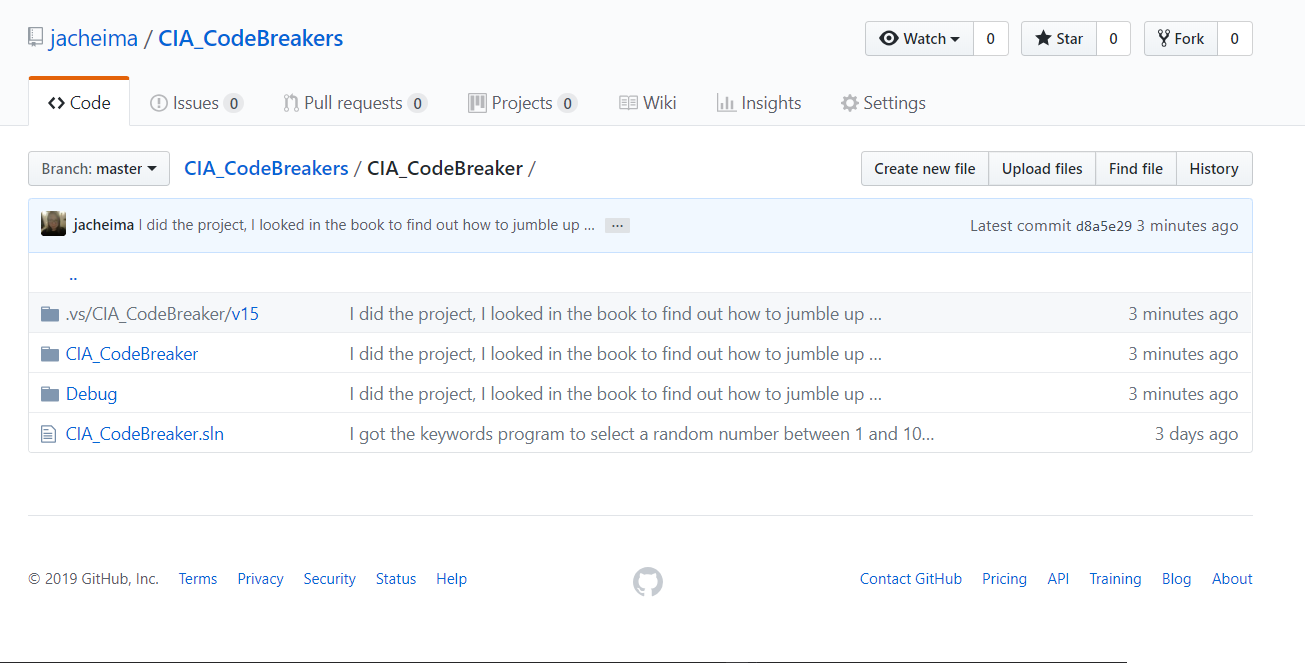 jacheima / CIA_CodeBreakers Watch 0 Star 0 Fork 0
Code Issues 0 Pull requests 0 Projects 0 Wiki Insights Settings
Branch: master CIA_CodeBreakers / CIA_CodeBreaker / Create new file Upload files Find file History
jacheima I did the project, I looked in the book to find out how to jumble up ... ... Latest commit d8a5e29 3 minutes ago
..
.vs/CIA_CodeBreaker/v15 I did the project, I looked in the book to find out how to jumble up ... 3 minutes ago
CIA_CodeBreaker I did the project, I looked in the book to find out how to jumble up ... 3 minutes ago
Debug I did the project, I looked in the book to find out how to jumble up ... 3 minutes ago
CIA_CodeBreaker.sln I got the keywords program to select a random number between 1 and 10... 3 days ago
© 2019 GitHub, Inc. Terms Privacy Security Status Help Contact GitHub Pricing API Training Blog About